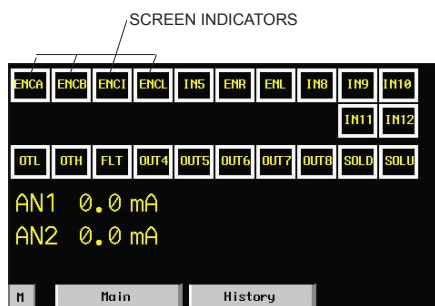 SCREEN INDICATORS
ENCA ENCB ENCI ENCL IN5 ENR ENL IN8 IN9 IN10
IN11 IN12
OTL OTH FLT OUT4 OUT5 OUT6 OUT7 OUT8 SOLD SOLU
AN1 0.0 mA
AN2 0.0 mA
M Main History